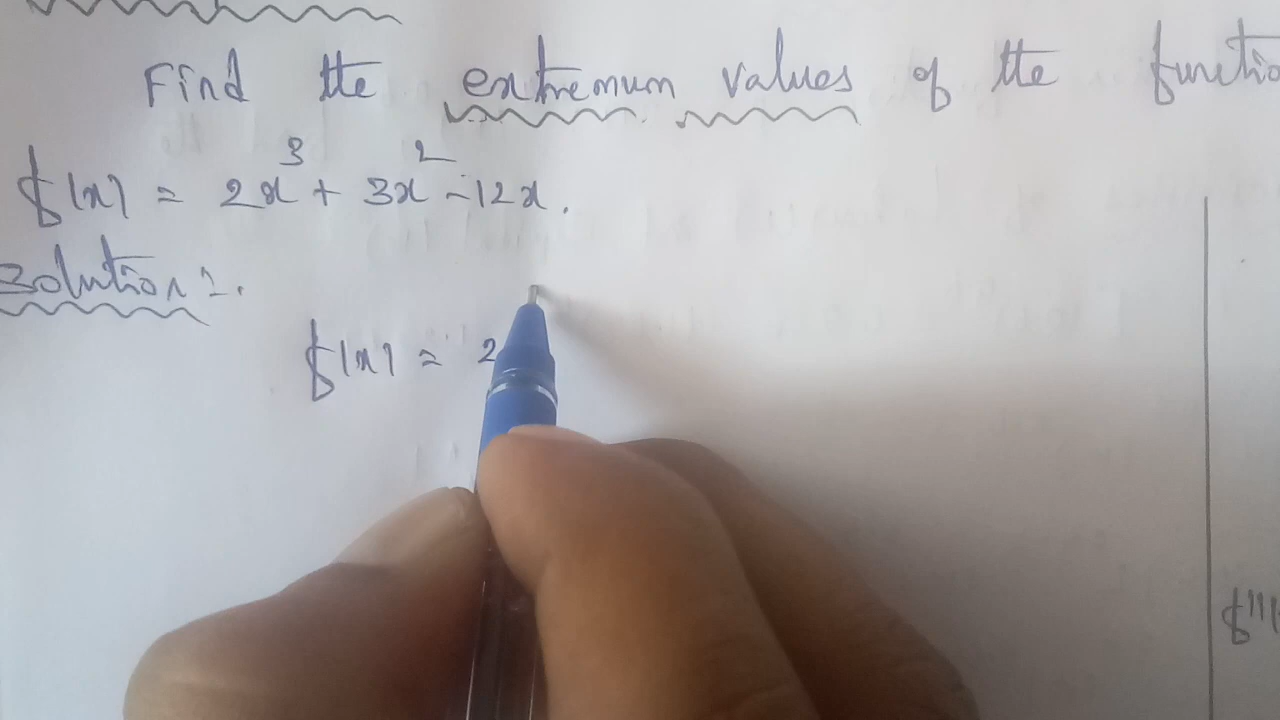 Find the extremum values of the functio
f(x) = 2x³ + 3x² - 12x.
Solution:.
f(x) = 2
f'''(